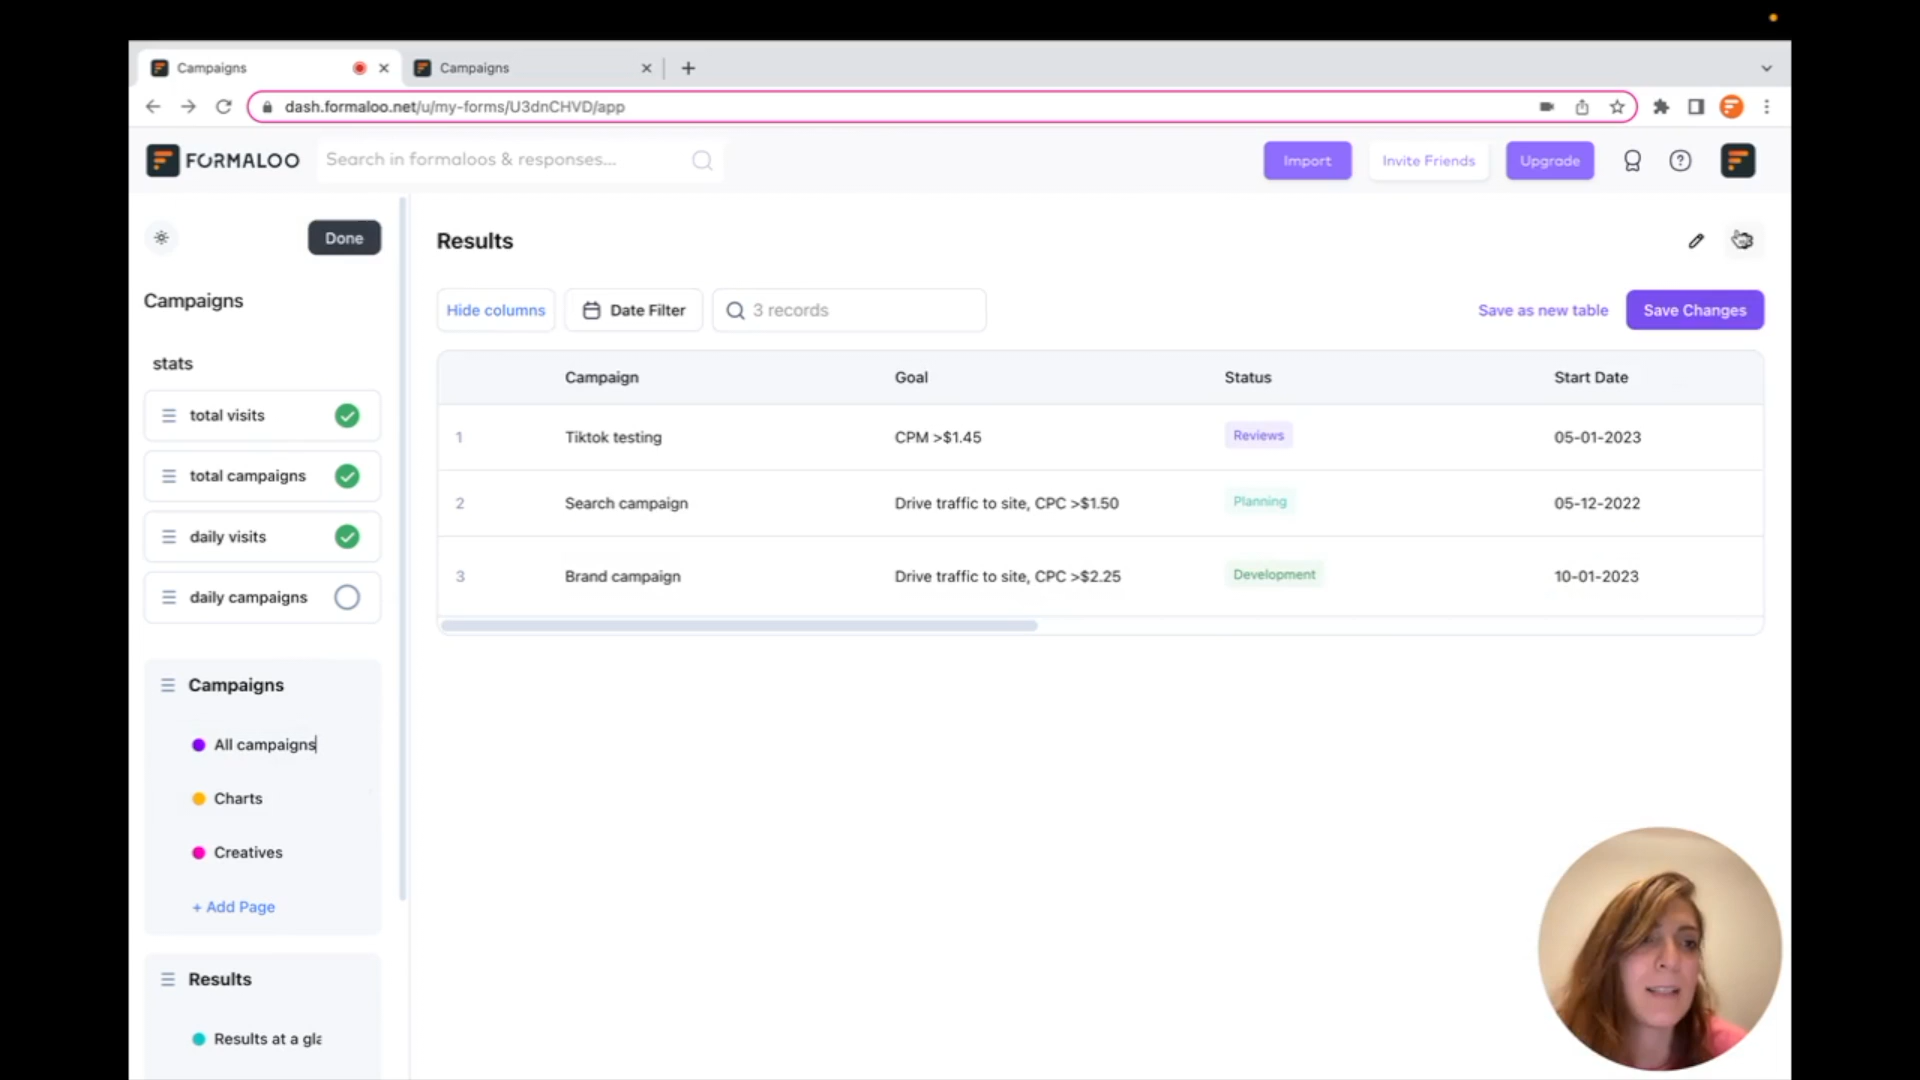 Campaigns
Campaigns
dash.formaloo.net/u/my-forms/U3dnCHVD/app
FORMALOO
Search in formaloos & responses...
Import
Invite Friends
Upgrade
Done
Results
Campaigns
Hide columns
Date Filter
3 records
Save as new table
Save Changes
stats
total visits
total campaigns
daily visits
daily campaigns
Campaign Goal Status Start Date
1 Tiktok testing CPM >$1.45 Reviews 05-01-2023
2 Search campaign Drive traffic to site, CPC >$1.50 Planning 05-12-2022
3 Brand campaign Drive traffic to site, CPC >$2.25 Development 10-01-2023
Campaigns
All campaigns
Charts
Creatives
+ Add Page
Results
Results at a gla